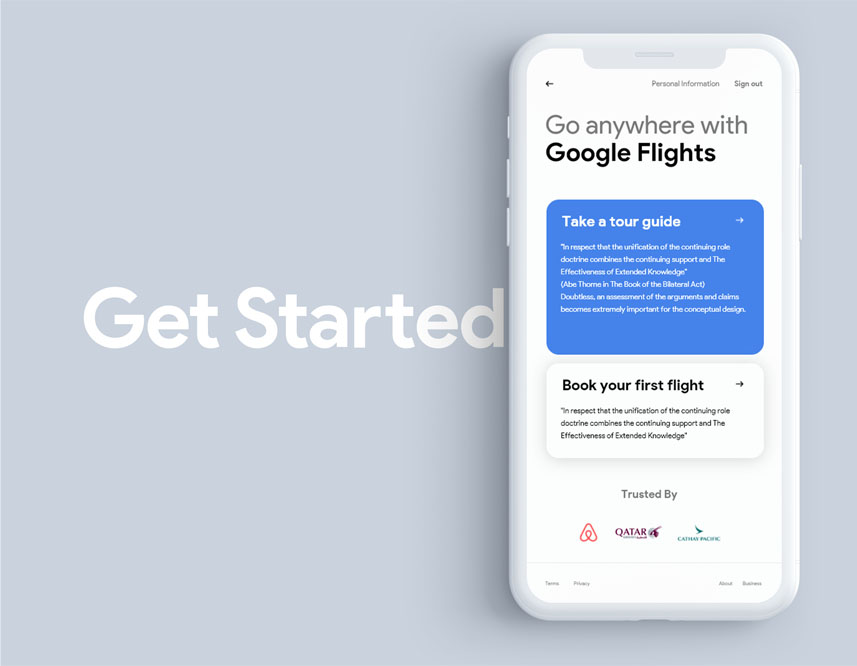 Get Started
Personal Information
Sign out
Go anywhere with
Google Flights
Take a tour guide
"In respect that the unification of the continuing role
doctrine combines the continuing support and The
Effectiveness of Extended Knowledge"
(Abe Thorne in The Book of the Bilateral Act)
Doubtless, an assessment of the arguments and claims
becomes extremely important for the conceptual design.
Book your first flight
"In respect that the unification of the continuing role
doctrine combines the continuing support and The
Effectiveness of Extended Knowledge"
Trusted By
QATAR
CATHAY PACIFIC
Terms
Privacy
About
Business